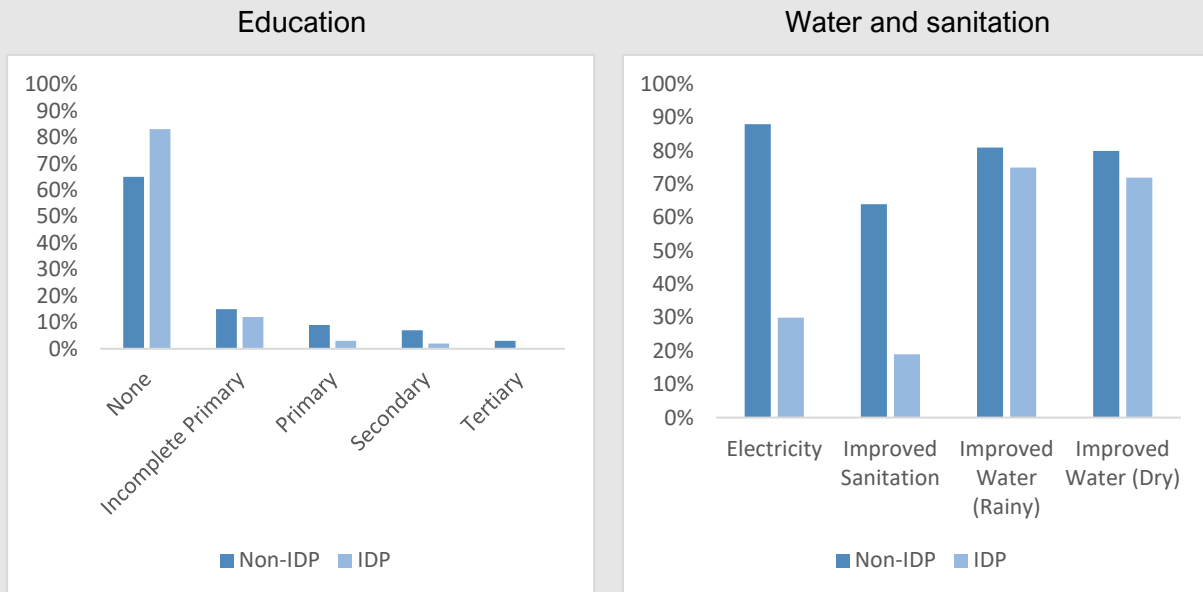 Education
100%
90%
80%
70%
60%
50%
40%
30%
20%
10%
0%
None
Incomplete Primary
Primary
Secondary
Tertiary
Non-IDP
IDP
Water and sanitation
100%
90%
80%
70%
60%
50%
40%
30%
20%
10%
0%
Electricity
Improved
Sanitation
Improved
Water
(Rainy)
Improved
Water (Dry)
Non-IDP
IDP